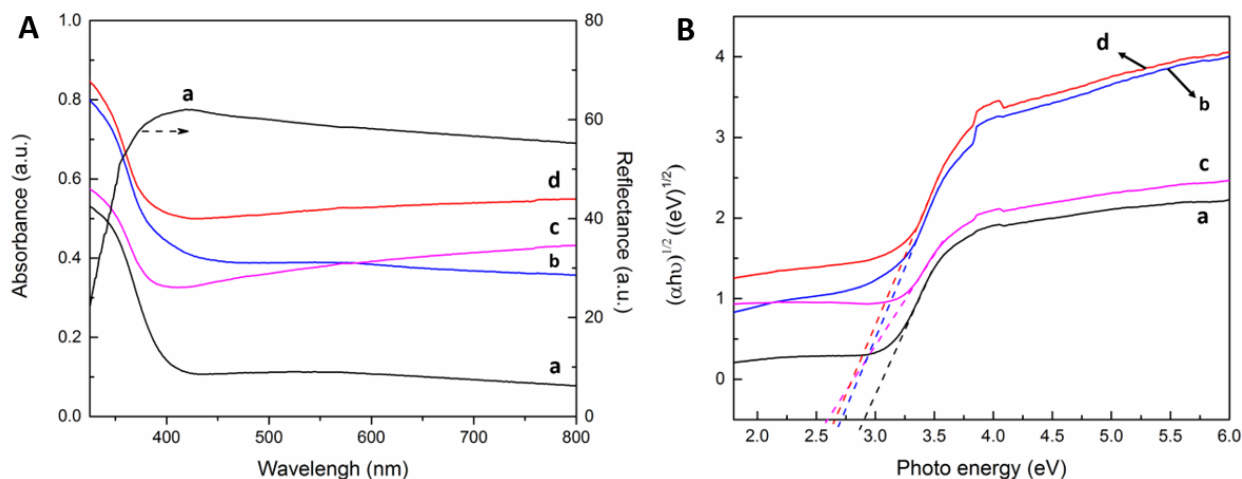 A
1.0
0.8
0.6
0.4
0.2
0.0
Absorbance (a.u.)
80
60
40
20
0
Reflectance (a.u.)
a
d
c
b
a
400
500
600
700
800
Wavelengh (nm)
B
4
3
2
1
0
(αhυ)^1/2 ((eV)^1/2)
d
b
c
a
2.0
2.5
3.0
3.5
4.0
4.5
5.0
5.5
6.0
Photo energy (eV)